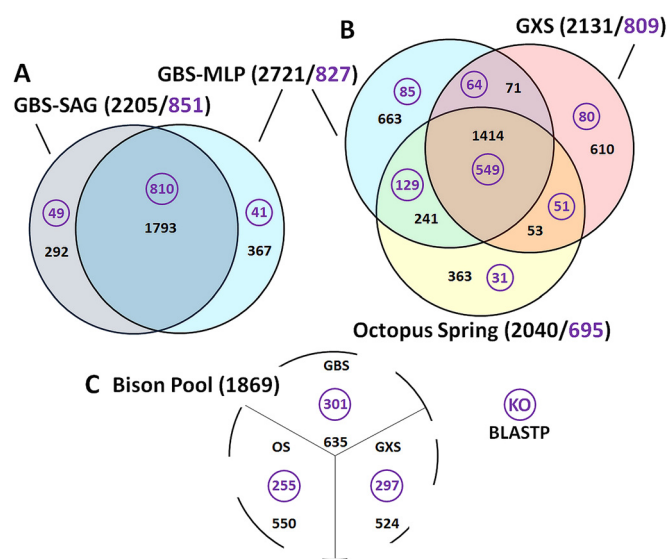 A
GBS-MLP (2721/827)
GBS-SAG (2205/851)
49
292
810
1793
41
367
B
GXS (2131/809)
85
663
64
71
80
610
1414
549
129
241
51
53
363
31
Octopus Spring (2040/695)
C Bison Pool (1869)
GBS
301
635
OS
255
550
GXS
297
524
KO
BLASTP